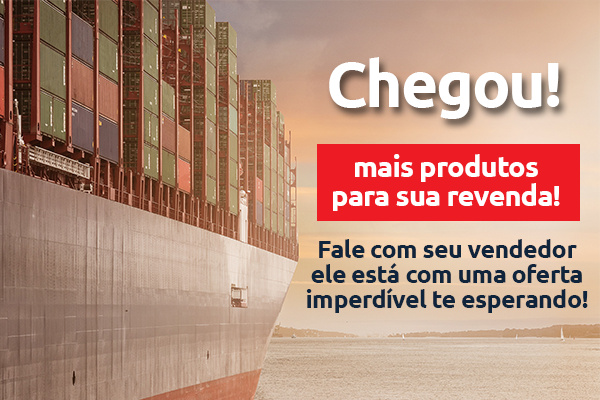 Chegou!
mais produtos
para sua revenda!
Fale com seu vendedor
ele está com uma oferta
imperdível te esperando!